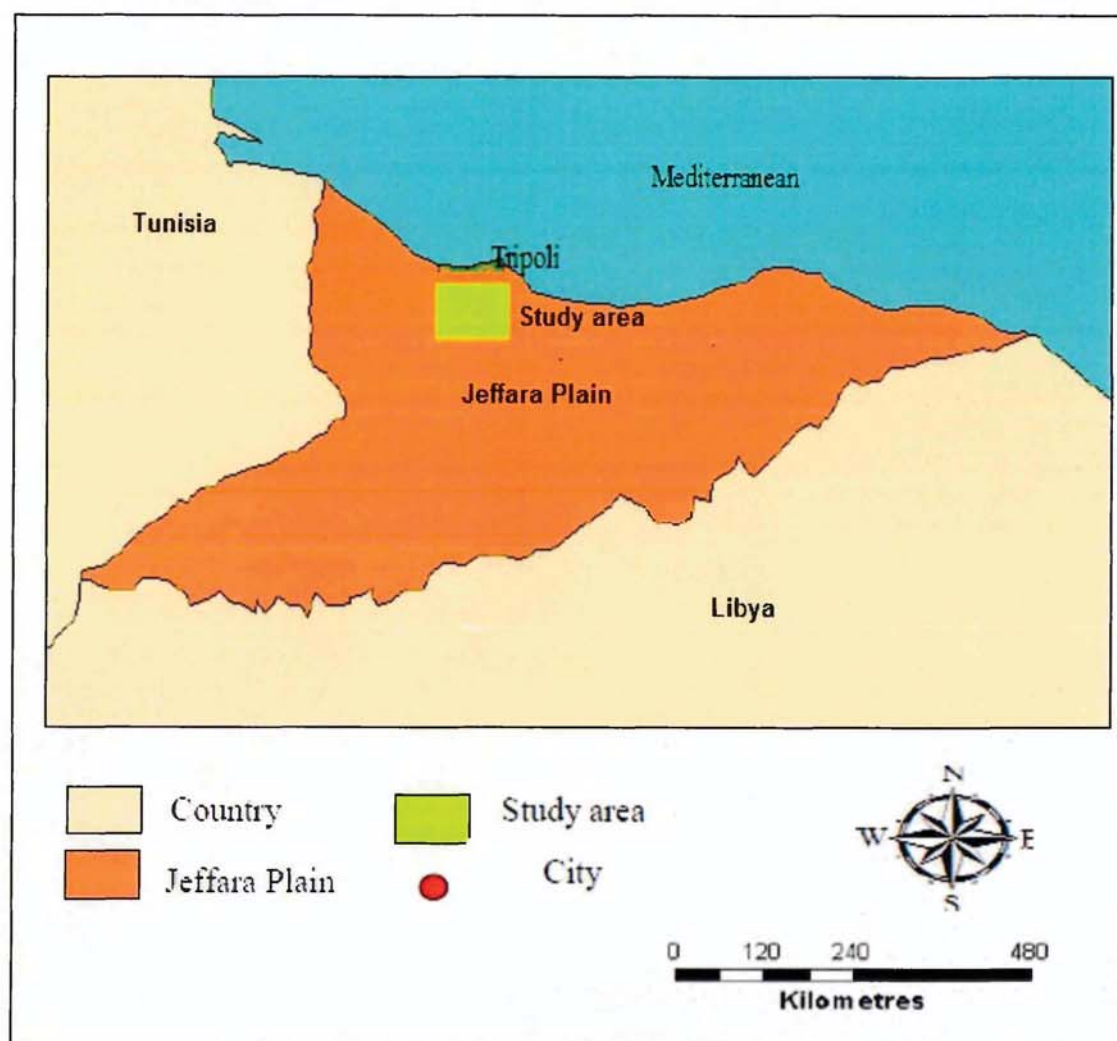 Mediterranean
Tunisia
Tripoli
Study area
Jeffara Plain
Libya
Country
Study area
Jeffara Plain
City
N
W
E
S
0 120 240 480
Kilometres